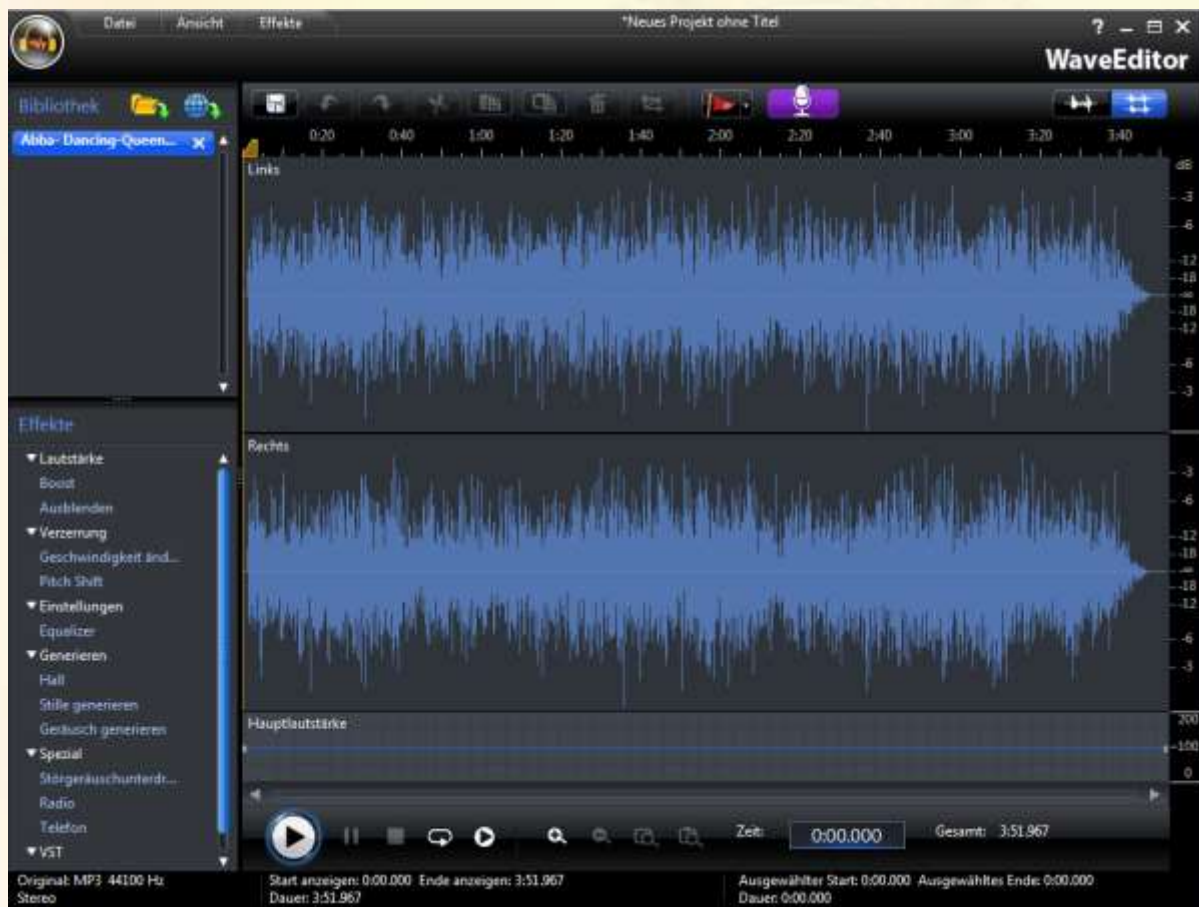 Datei Ansicht Effekte *Neues Projekt ohne Titel ?
WaveEditor
Bibliothek
Abba- Dancing-Queen...
0:20 0:40 1:00 1:20 1:40 2:00 2:20 2:40 3:00 3:20 3:40
Links
dB
-3
-6
-12
-18
-∞
-18
-12
-6
-3
Effekte
Lautstärke
Boost
Ausblenden
Verzerrung
Geschwindigkeit änd...
Pitch Shift
Einstellungen
Equalizer
Generieren
Hall
Stille generieren
Geräusch generieren
Spezial
Störgeräuschunterdr...
Radio
Telefon
VST
Rechts
-3
-6
-12
-18
-∞
-18
-12
-6
-3
Hauptlautstärke
200
100
0
Zeit: 0:00.000 Gesamt: 3:51.967
Original: MP3 44100 Hz
Stereo
Start anzeigen: 0:00.000 Ende anzeigen: 3:51.967
Dauer: 3:51.967
Ausgewählter Start: 0:00.000 Ausgewähltes Ende: 0:00.000
Dauer: 0:00.000